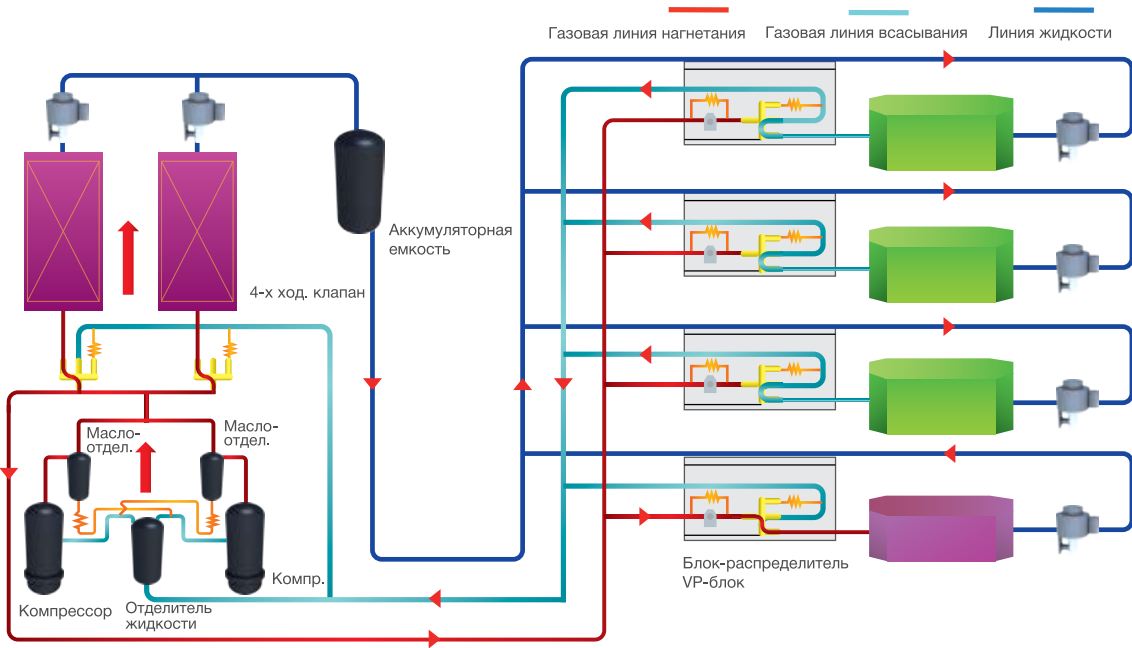 Газовая линия нагнетания
Газовая линия всасывания
Линия жидкости
Аккумуляторная
емкость
4-х ход. клапан
Масло-
отдел.
Масло-
отдел.
Компрессор
Отделитель
жидкости
Компр.
Блок-распределитель
VP-блок